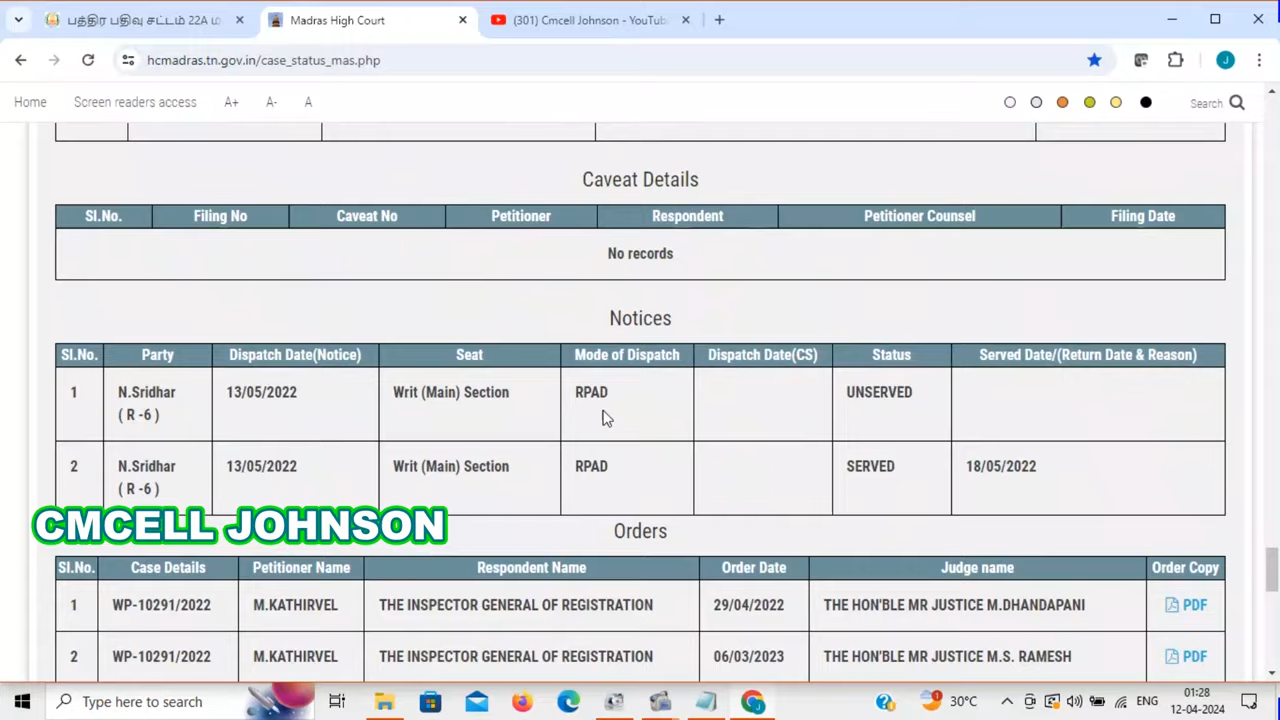 பத்திர பதிவு சட்டம் 22A ம
Madras High Court
(301) Cmcell Johnson - YouTub
hcmadras.tn.gov.in/case_status_mas.php
J
Home Screen readers access A+ A- A Search
Caveat Details
Sl.No. Filing No Caveat No Petitioner Respondent Petitioner Counsel Filing Date
No records
Notices
Sl.No. Party Dispatch Date(Notice) Seat Mode of Dispatch Dispatch Date(CS) Status Served Date/(Return Date & Reason)
1 N.Sridhar 13/05/2022 Writ (Main) Section RPAD UNSERVED
( R -6 )
2 N.Sridhar 13/05/2022 Writ (Main) Section RPAD SERVED 18/05/2022
( R -6 )
CMCELL JOHNSON
Orders
Sl.No. Case Details Petitioner Name Respondent Name Order Date Judge name Order Copy
1 WP-10291/2022 M.KATHIRVEL THE INSPECTOR GENERAL OF REGISTRATION 29/04/2022 THE HON'BLE MR JUSTICE M.DHANDAPANI PDF
2 WP-10291/2022 M.KATHIRVEL THE INSPECTOR GENERAL OF REGISTRATION 06/03/2023 THE HON'BLE MR JUSTICE M.S. RAMESH PDF
Type here to search 1 30°C ENG 01:28
12-04-2024